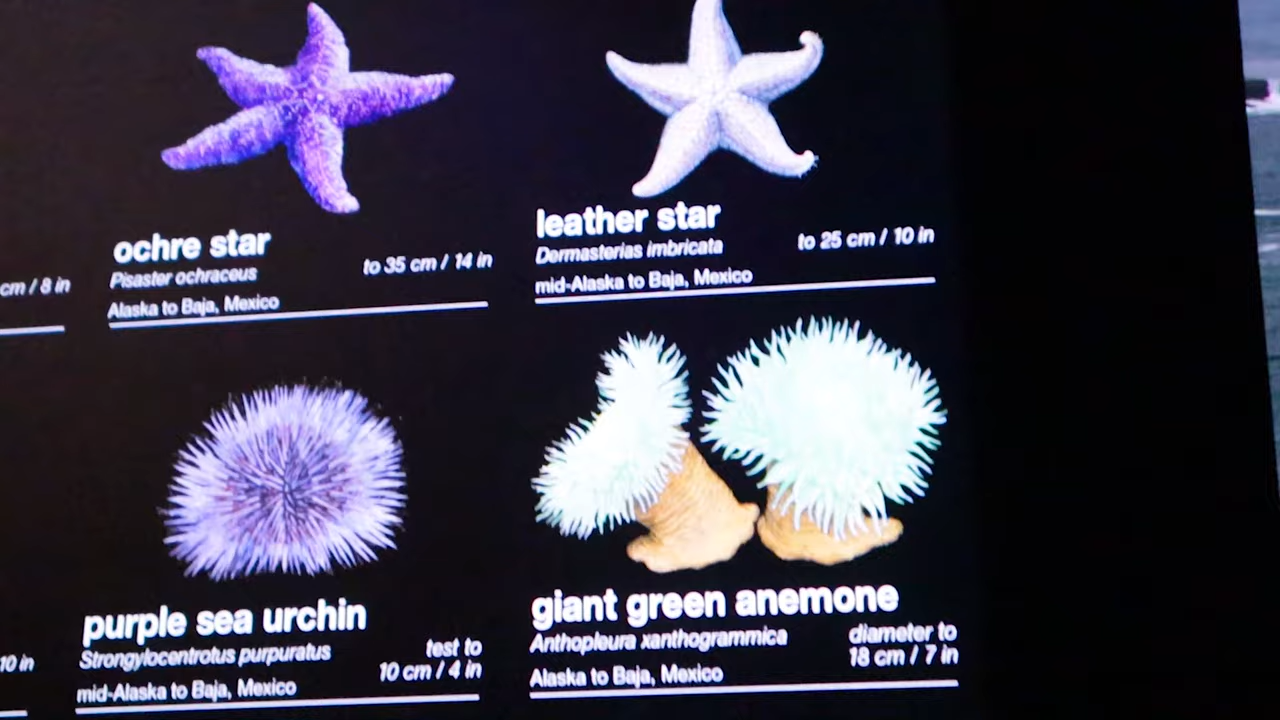 cm / 8 in
ochre star
Pisaster ochraceus
to 35 cm / 14 in
Alaska to Baja, Mexico
leather star
Dermasterias imbricata
to 25 cm / 10 in
mid-Alaska to Baja, Mexico
10 in
purple sea urchin
Strongylocentrotus purpuratus
test to
10 cm / 4 in
mid-Alaska to Baja, Mexico
giant green anemone
Anthopleura xanthogrammica
diameter to
18 cm / 7 in
Alaska to Baja, Mexico